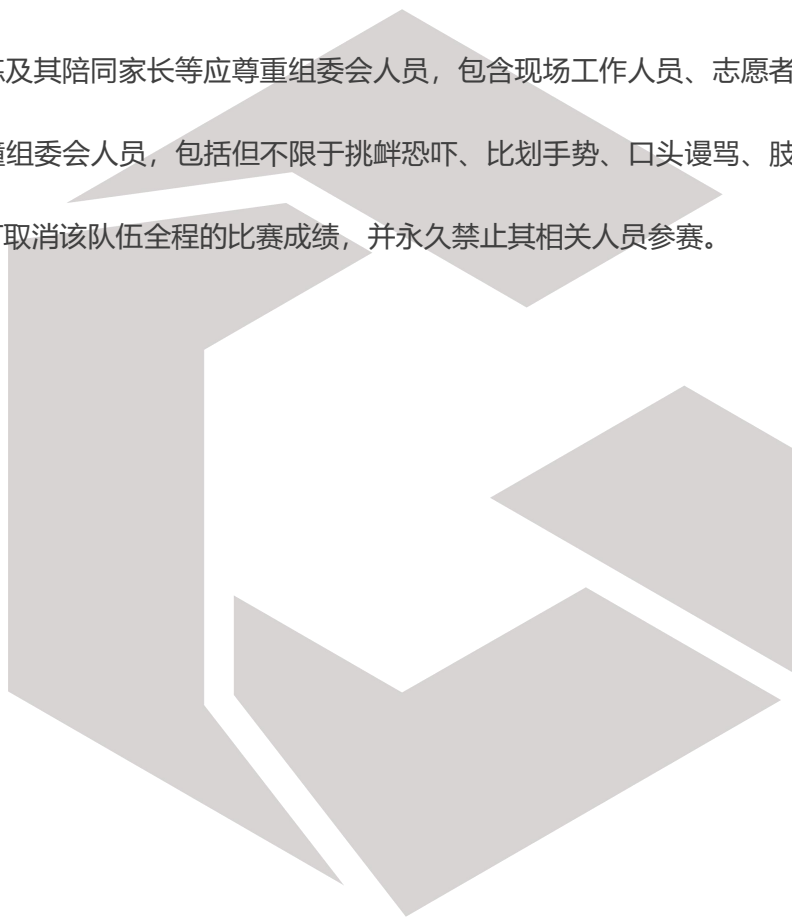 及其陪同家长等应尊重组委会人员，包含现场工作人员、志愿者
组委会人员，包括但不限于挑衅恐吓、比划手势、口头谩骂、肢
取消该队伍全程的比赛成绩，并永久禁止其相关人员参赛。